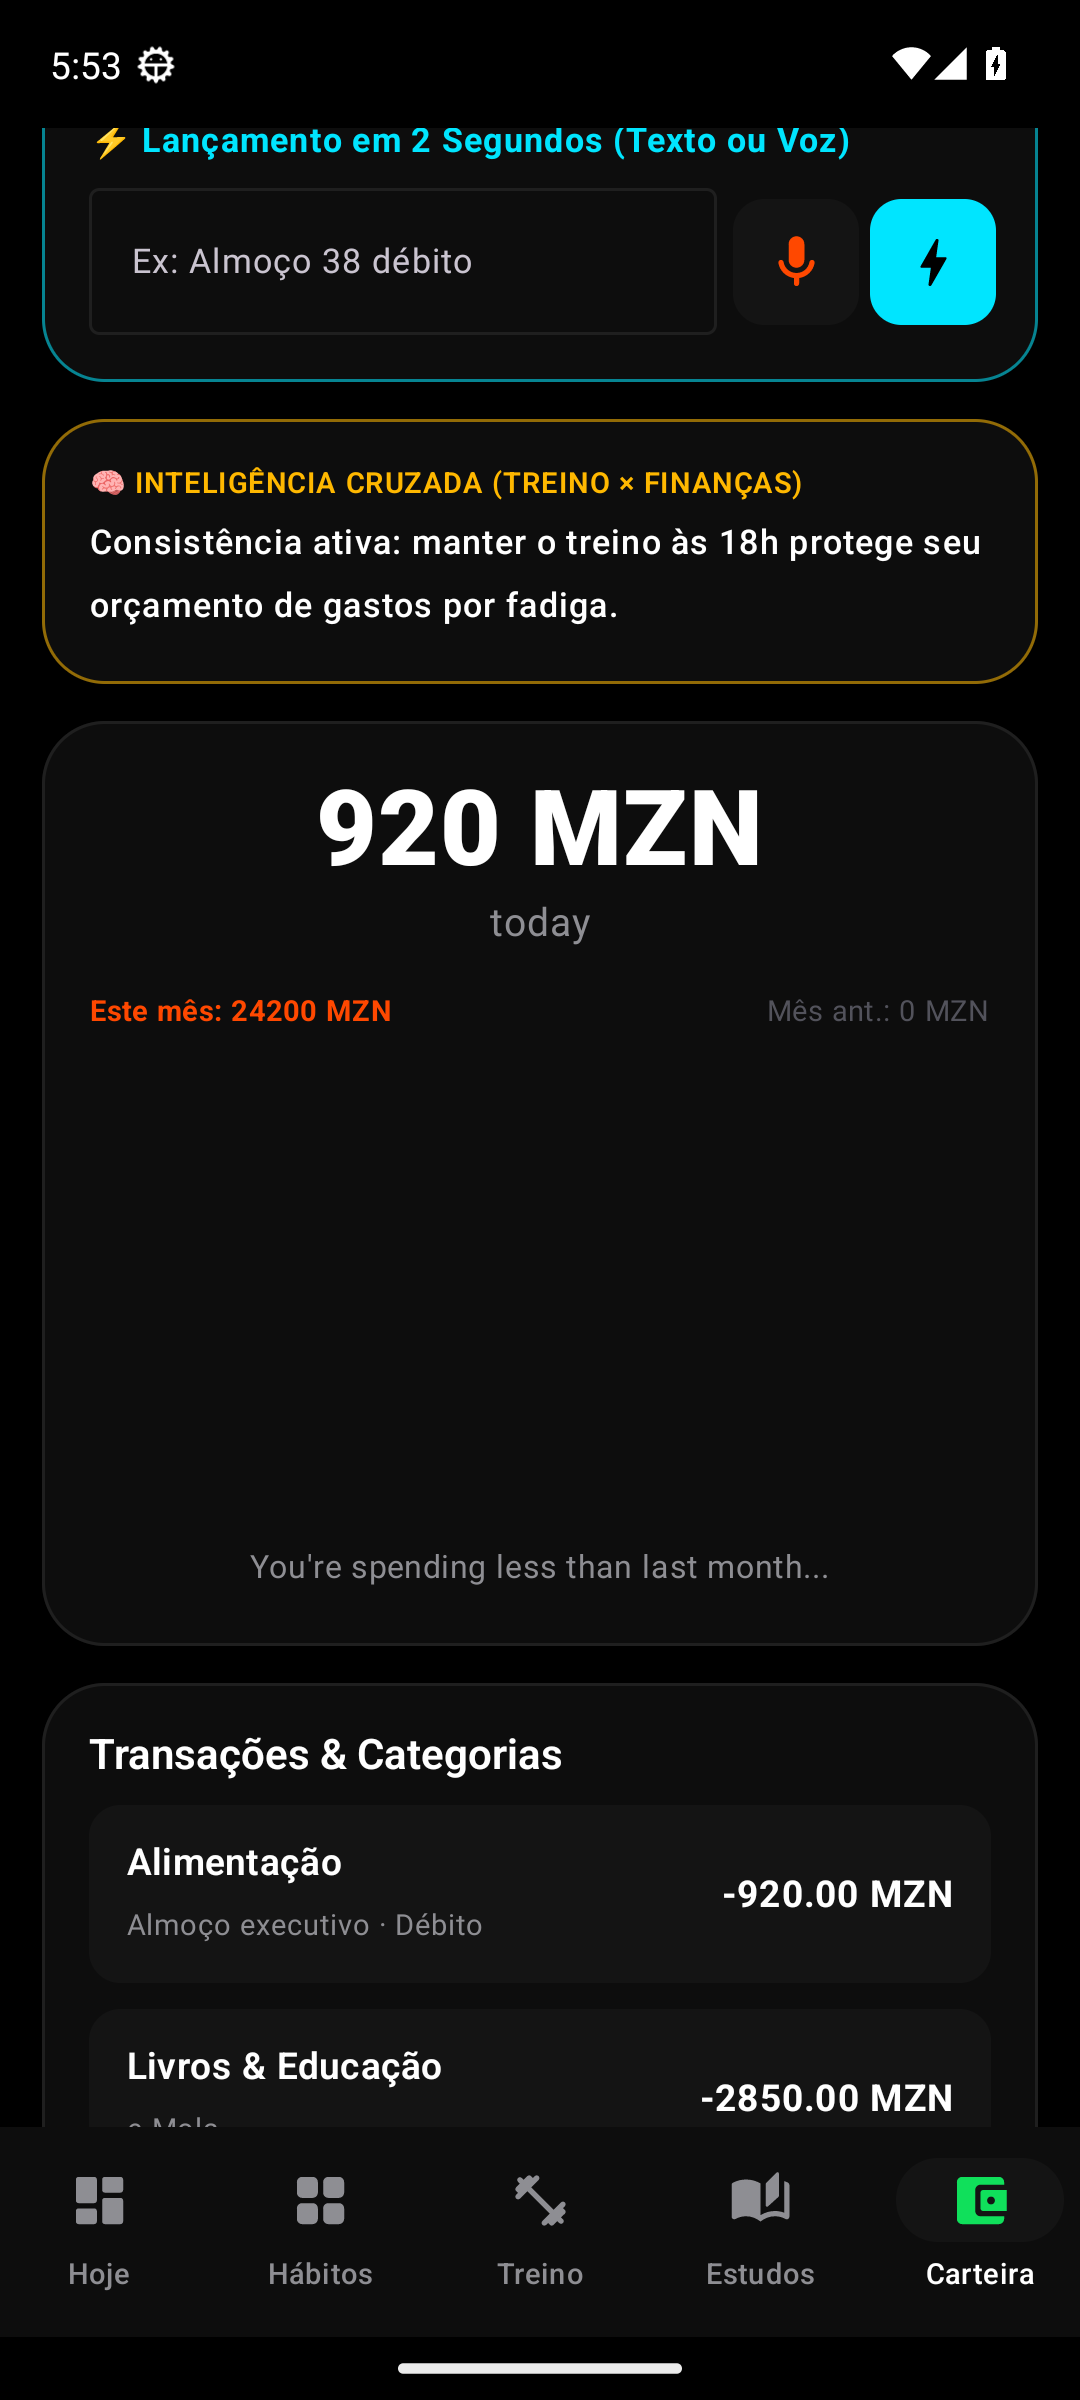 5:53
⚡ Lançamento em 2 Segundos (Texto ou Voz)
Ex: Almoço 38 débito
🧠 INTELIGÊNCIA CRUZADA (TREINO × FINANÇAS)
Consistência ativa: manter o treino às 18h protege seu
orçamento de gastos por fadiga.
920 MZN
today
Este mês: 24200 MZN
Mês ant.: 0 MZN
You're spending less than last month...
Transações & Categorias
Alimentação
-920.00 MZN
Almoço executivo · Débito
Livros & Educação
-2850.00 MZN
Hoje
Hábitos
Treino
Estudos
Carteira